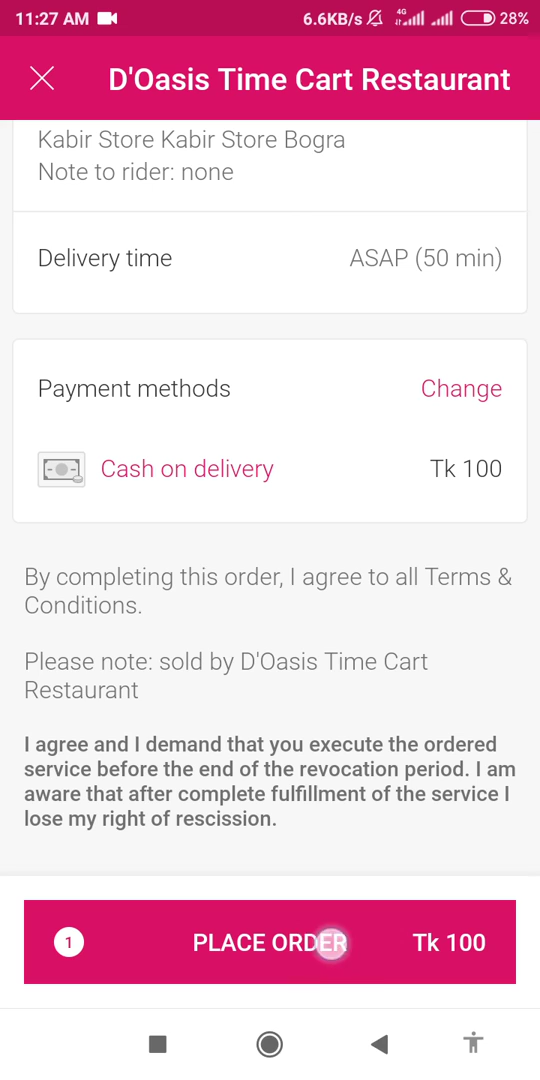 11:27 AM 6.6KB/s 4G 28%
D'Oasis Time Cart Restaurant
Kabir Store Kabir Store Bogra
Note to rider: none
Delivery time ASAP (50 min)
Payment methods Change
Cash on delivery Tk 100
By completing this order, I agree to all Terms &
Conditions.
Please note: sold by D'Oasis Time Cart
Restaurant
I agree and I demand that you execute the ordered
service before the end of the revocation period. I am
aware that after complete fulfillment of the service I
lose my right of rescission.
1 PLACE ORDER Tk 100